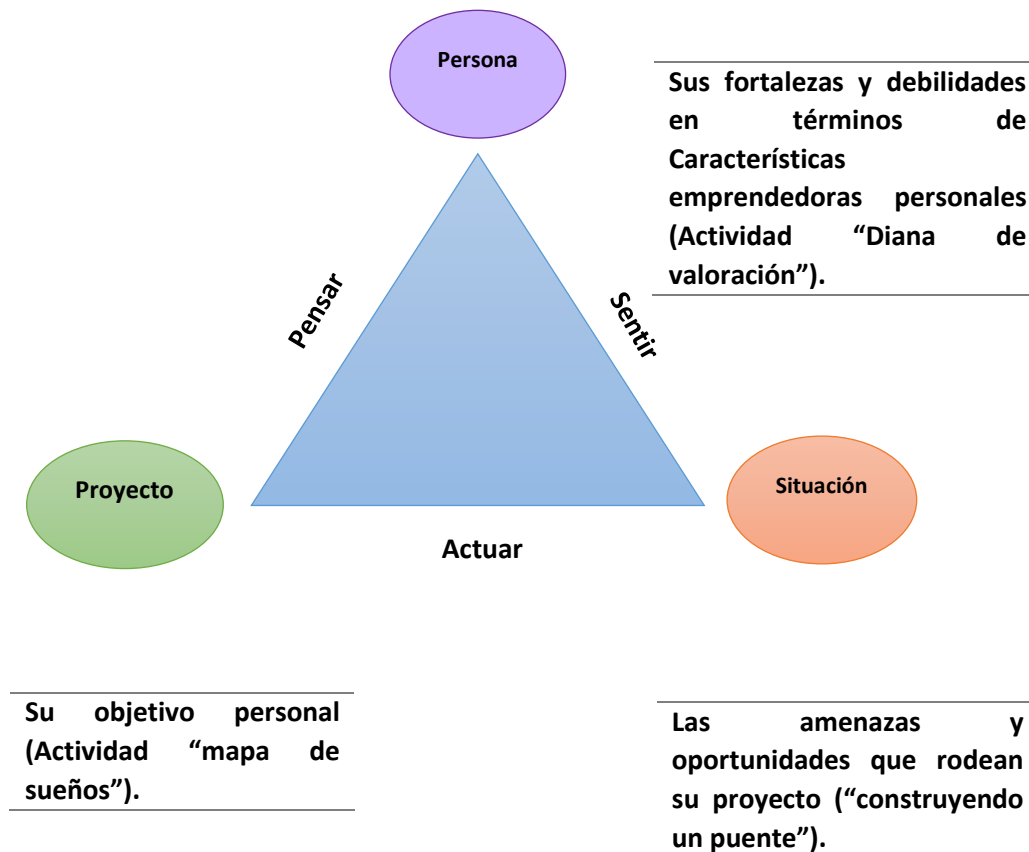 Persona
Sus fortalezas y debilidades
en términos de
Características
emprendedoras personales
(Actividad “Diana de
valoración”).
Pensar
Sentir
Proyecto
Situación
Actuar
Su objetivo personal
(Actividad “mapa de
sueños”).
Las amenazas y
oportunidades que rodean
su proyecto (“construyendo
un puente”).